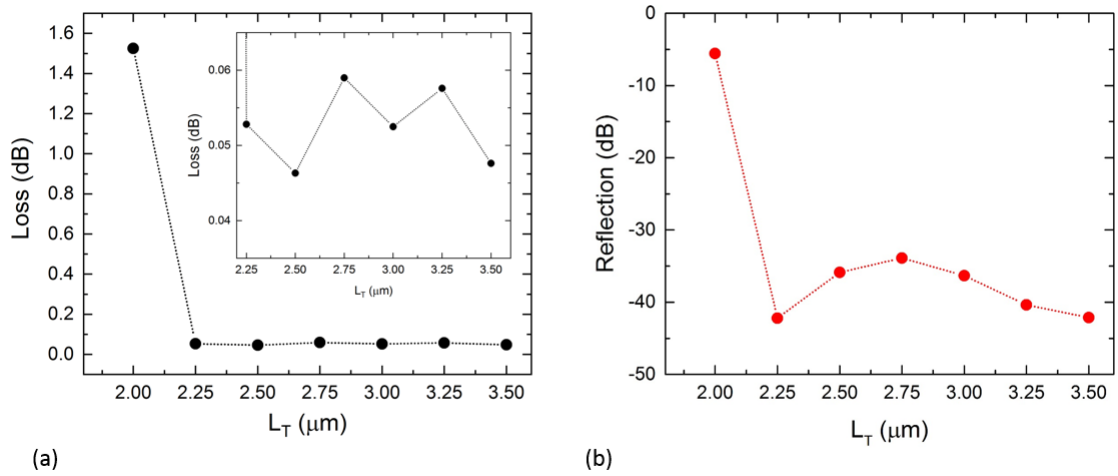 1.6
1.4
1.2
1.0
0.8
0.6
0.4
0.2
0.0
Loss (dB)
2.00 2.25 2.50 2.75 3.00 3.25 3.50
L_T (μm)
0.06
0.05
0.04
Loss (dB)
2.25 2.50 2.75 3.00 3.25 3.50
L_T (μm)
(a)
0
-10
-20
-30
-40
-50
Reflection (dB)
2.00 2.25 2.50 2.75 3.00 3.25 3.50
L_T (μm)
(b)